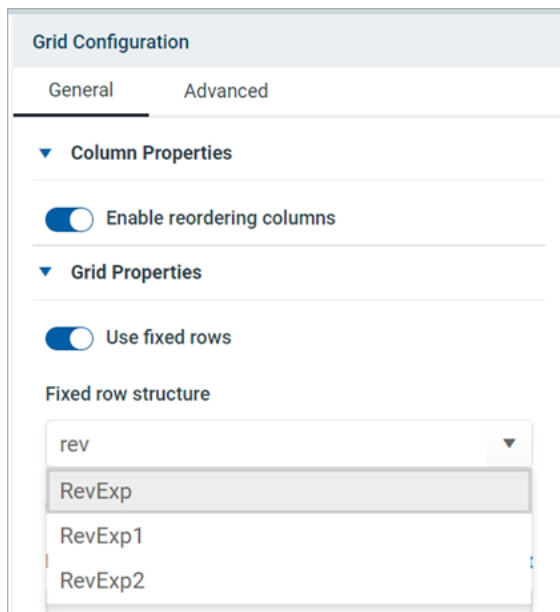 Grid Configuration
General Advanced
Column Properties
Enable reordering columns
Grid Properties
Use fixed rows
Fixed row structure
rev
RevExp
RevExp1
RevExp2